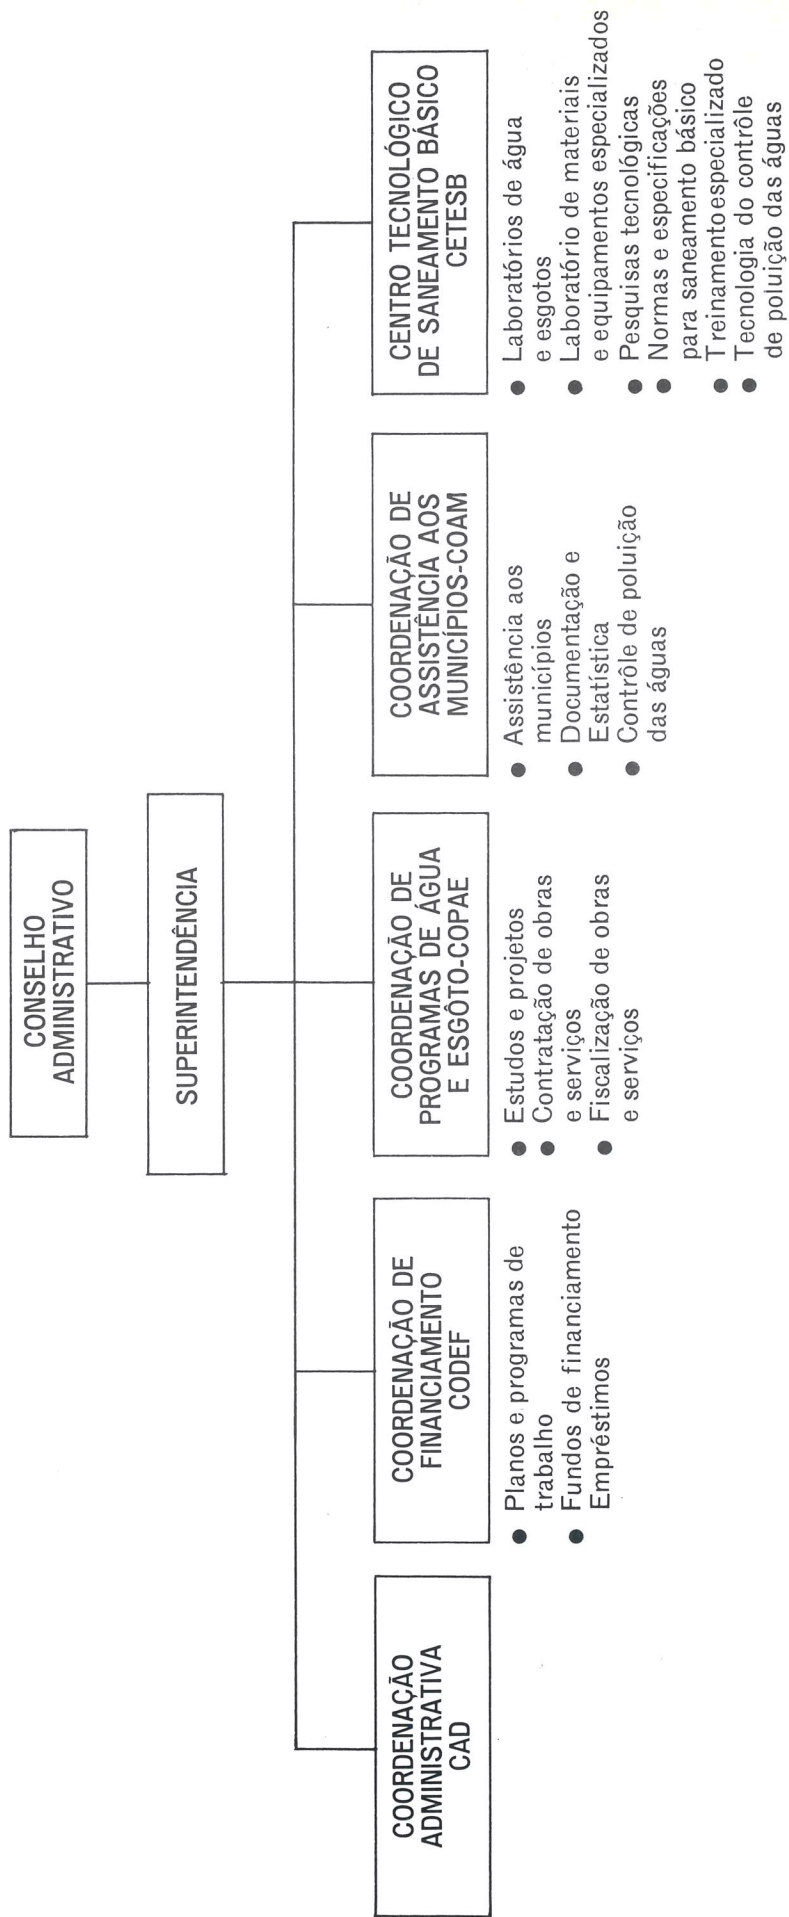 CONSELHO
ADMINISTRATIVO
SUPERINTENDÊNCIA
COORDENAÇÃO
ADMINISTRATIVA
CAD
COORDENAÇÃO DE
FINANCIAMENTO
CODEF
● Planos e programas de
trabalho
● Fundos de financiamento
Empréstimos
COORDENAÇÃO DE
PROGRAMAS DE ÁGUA
E ESGÔTO-COPAE
● Estudos e projetos
● Contratação de obras
e serviços
● Fiscalização de obras
e serviços
COORDENAÇÃO DE
ASSISTÊNCIA AOS
MUNICÍPIOS-COAM
● Assistência aos
municípios
● Documentação e
Estatística
● Contrôle de poluição
das águas
CENTRO TECNOLÓGICO
DE SANEAMENTO BÁSICO
CETESB
● Laboratórios de água
e esgotos
● Laboratório de materiais
e equipamentos especializados
● Pesquisas tecnológicas
● Normas e especificações
para saneamento básico
● Treinamento especializado
● Tecnologia do contrôle
de poluição das águas